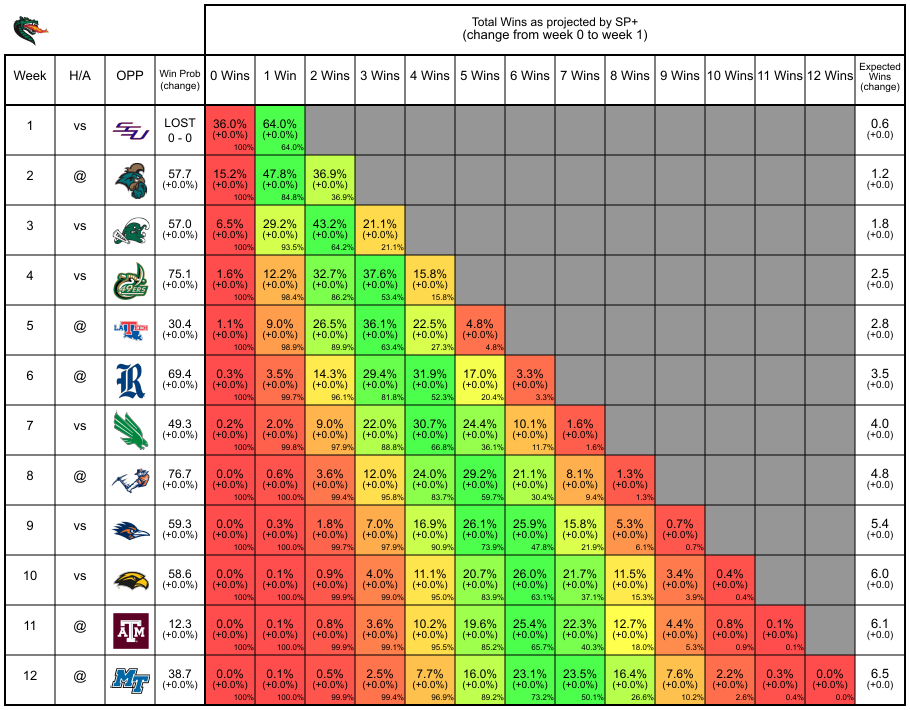 Total Wins as projected by SP+
(change from week 0 to week 1)
Week H/A OPP Win Prob (change) 0 Wins 1 Win 2 Wins 3 Wins 4 Wins 5 Wins 6 Wins 7 Wins 8 Wins 9 Wins 10 Wins 11 Wins 12 Wins Expected Wins (change)
1 vs LOST 36.0% 64.0% 0.6
0 - 0 (+0.0%) (+0.0%) (+0.0)
100% 64.0%
2 @ 57.7 15.2% 47.8% 36.9% 1.2
(+0.0%) (+0.0%) (+0.0%) (+0.0%) (+0.0)
100% 84.8% 36.9%
3 vs 57.0 6.5% 29.2% 43.2% 21.1% 1.8
(+0.0%) (+0.0%) (+0.0%) (+0.0%) (+0.0%) (+0.0)
100% 93.5% 64.2% 21.1%
4 vs 49ERS 75.1 1.6% 12.2% 32.7% 37.6% 15.8% 2.5
(+0.0%) (+0.0%) (+0.0%) (+0.0%) (+0.0%) (+0.0%) (+0.0)
100% 98.4% 86.2% 53.4% 15.8%
5 @ LA TECH 30.4 1.1% 9.0% 26.5% 36.1% 22.5% 4.8% 2.8
(+0.0%) (+0.0%) (+0.0%) (+0.0%) (+0.0%) (+0.0%) (+0.0%) (+0.0)
100% 98.9% 89.9% 63.4% 27.3% 4.8%
6 @ R 69.4 0.3% 3.5% 14.3% 29.4% 31.9% 17.0% 3.3% 3.5
(+0.0%) (+0.0%) (+0.0%) (+0.0%) (+0.0%) (+0.0%) (+0.0%) (+0.0%) (+0.0)
100% 99.7% 96.1% 81.8% 52.3% 20.4% 3.3%
7 vs 49.3 0.2% 2.0% 9.0% 22.0% 30.7% 24.4% 10.1% 1.6% 4.0
(+0.0%) (+0.0%) (+0.0%) (+0.0%) (+0.0%) (+0.0%) (+0.0%) (+0.0%) (+0.0%) (+0.0)
100% 99.8% 97.9% 88.8% 66.8% 36.1% 11.7% 1.6%
8 @ 76.7 0.0% 0.6% 3.6% 12.0% 24.0% 29.2% 21.1% 8.1% 1.3% 4.8
(+0.0%) (+0.0%) (+0.0%) (+0.0%) (+0.0%) (+0.0%) (+0.0%) (+0.0%) (+0.0%) (+0.0%) (+0.0)
100% 100.0% 99.4% 95.8% 83.7% 59.7% 30.4% 9.4% 1.3%
9 vs 59.3 0.0% 0.3% 1.8% 7.0% 16.9% 26.1% 25.9% 15.8% 5.3% 0.7% 5.4
(+0.0%) (+0.0%) (+0.0%) (+0.0%) (+0.0%) (+0.0%) (+0.0%) (+0.0%) (+0.0%) (+0.0%) (+0.0%) (+0.0)
100% 100.0% 99.7% 97.9% 90.9% 73.9% 47.8% 21.9% 6.1% 0.7%
10 vs 58.6 0.0% 0.1% 0.9% 4.0% 11.1% 20.7% 26.0% 21.7% 11.5% 3.4% 0.4% 6.0
(+0.0%) (+0.0%) (+0.0%) (+0.0%) (+0.0%) (+0.0%) (+0.0%) (+0.0%) (+0.0%) (+0.0%) (+0.0%) (+0.0%) (+0.0)
100% 100.0% 99.9% 99.0% 95.0% 83.9% 63.1% 37.1% 15.3% 3.9% 0.4%
11 @ ATM 12.3 0.0% 0.1% 0.8% 3.6% 10.2% 19.6% 25.4% 22.3% 12.7% 4.4% 0.8% 0.1% 6.1
(+0.0%) (+0.0%) (+0.0%) (+0.0%) (+0.0%) (+0.0%) (+0.0%) (+0.0%) (+0.0%) (+0.0%) (+0.0%) (+0.0%) (+0.0%) (+0.0)
100% 100.0% 99.9% 99.1% 95.5% 85.2% 65.7% 40.3% 18.0% 5.3% 0.9% 0.1%
12 @ MT 38.7 0.0% 0.1% 0.5% 2.5% 7.7% 16.0% 23.1% 23.5% 16.4% 7.6% 2.2% 0.3% 0.0% 6.5
(+0.0%) (+0.0%) (+0.0%) (+0.0%) (+0.0%) (+0.0%) (+0.0%) (+0.0%) (+0.0%) (+0.0%) (+0.0%) (+0.0%) (+0.0%) (+0.0%) (+0.0)
100% 100.0% 99.9% 99.4% 96.9% 89.2% 73.2% 50.1% 26.6% 10.2% 2.6% 0.4% 0.0%